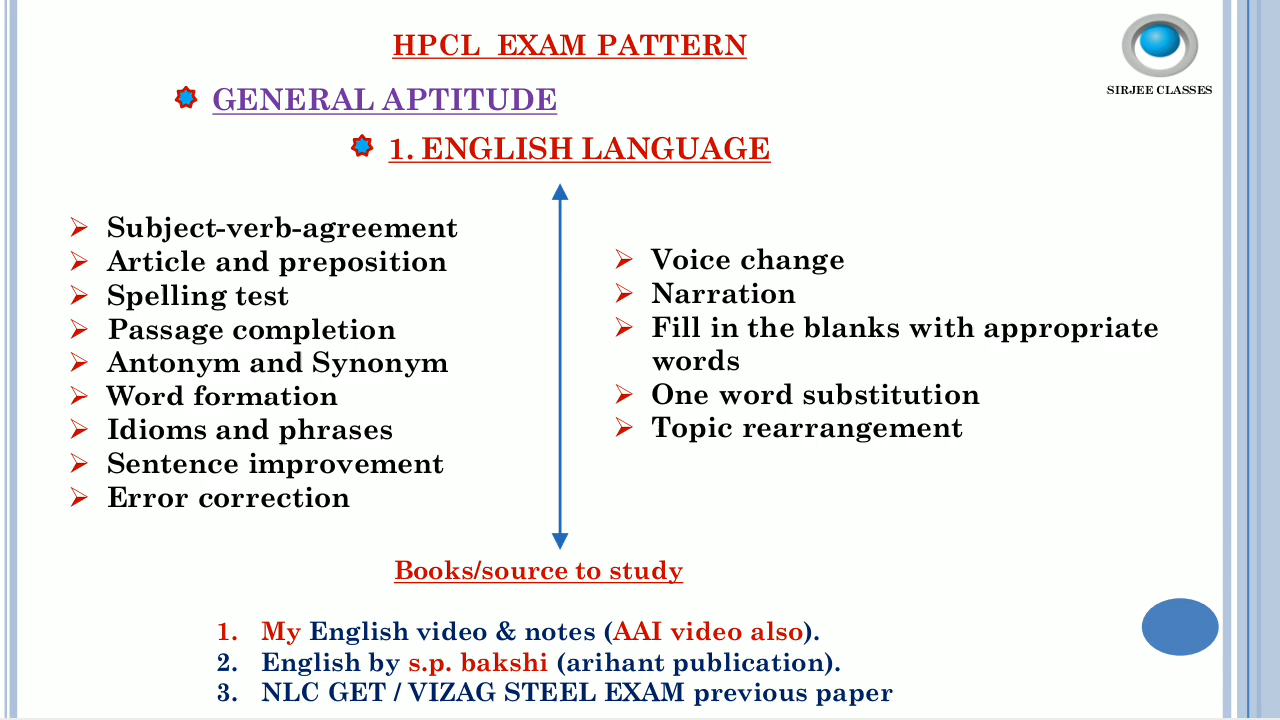 HPCL EXAM PATTERN
SIRJEE CLASSES
GENERAL APTITUDE
1. ENGLISH LANGUAGE
Subject-verb-agreement
Article and preposition
Spelling test
Passage completion
Antonym and Synonym
Word formation
Idioms and phrases
Sentence improvement
Error correction
Voice change
Narration
Fill in the blanks with appropriate
words
One word substitution
Topic rearrangement
Books/source to study
1. My English video & notes (AAI video also).
2. English by s.p. bakshi (arihant publication).
3. NLC GET / VIZAG STEEL EXAM previous paper